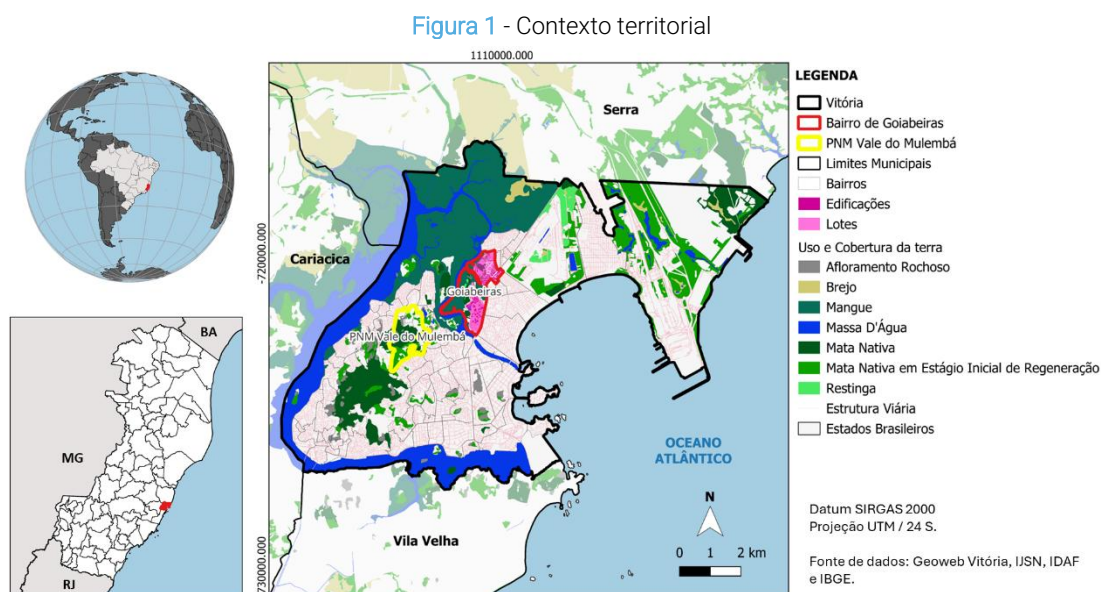 Figura 1 - Contexto territorial
1110000.000
-720000.000
730000.000
Serra
Cariacica
Goiabeiras
PNM Vale do Mulembá
OCEANO
ATLÂNTICO
Vila Velha
N
0 1 2 km
BA
MG
RJ
LEGENDA
Vitória
Bairro de Goiabeiras
PNM Vale do Mulembá
Limites Municipais
Bairros
Edificações
Lotes
Uso e Cobertura da terra
Afloramento Rochoso
Brejo
Mangue
Massa D'Água
Mata Nativa
Mata Nativa em Estágio Inicial de Regeneração
Restinga
Estrutura Viária
Estados Brasileiros
Datum SIRGAS 2000
Projeção UTM / 24 S.
Fonte de dados: Geoweb Vitória, IJSN, IDAF
e IBGE.